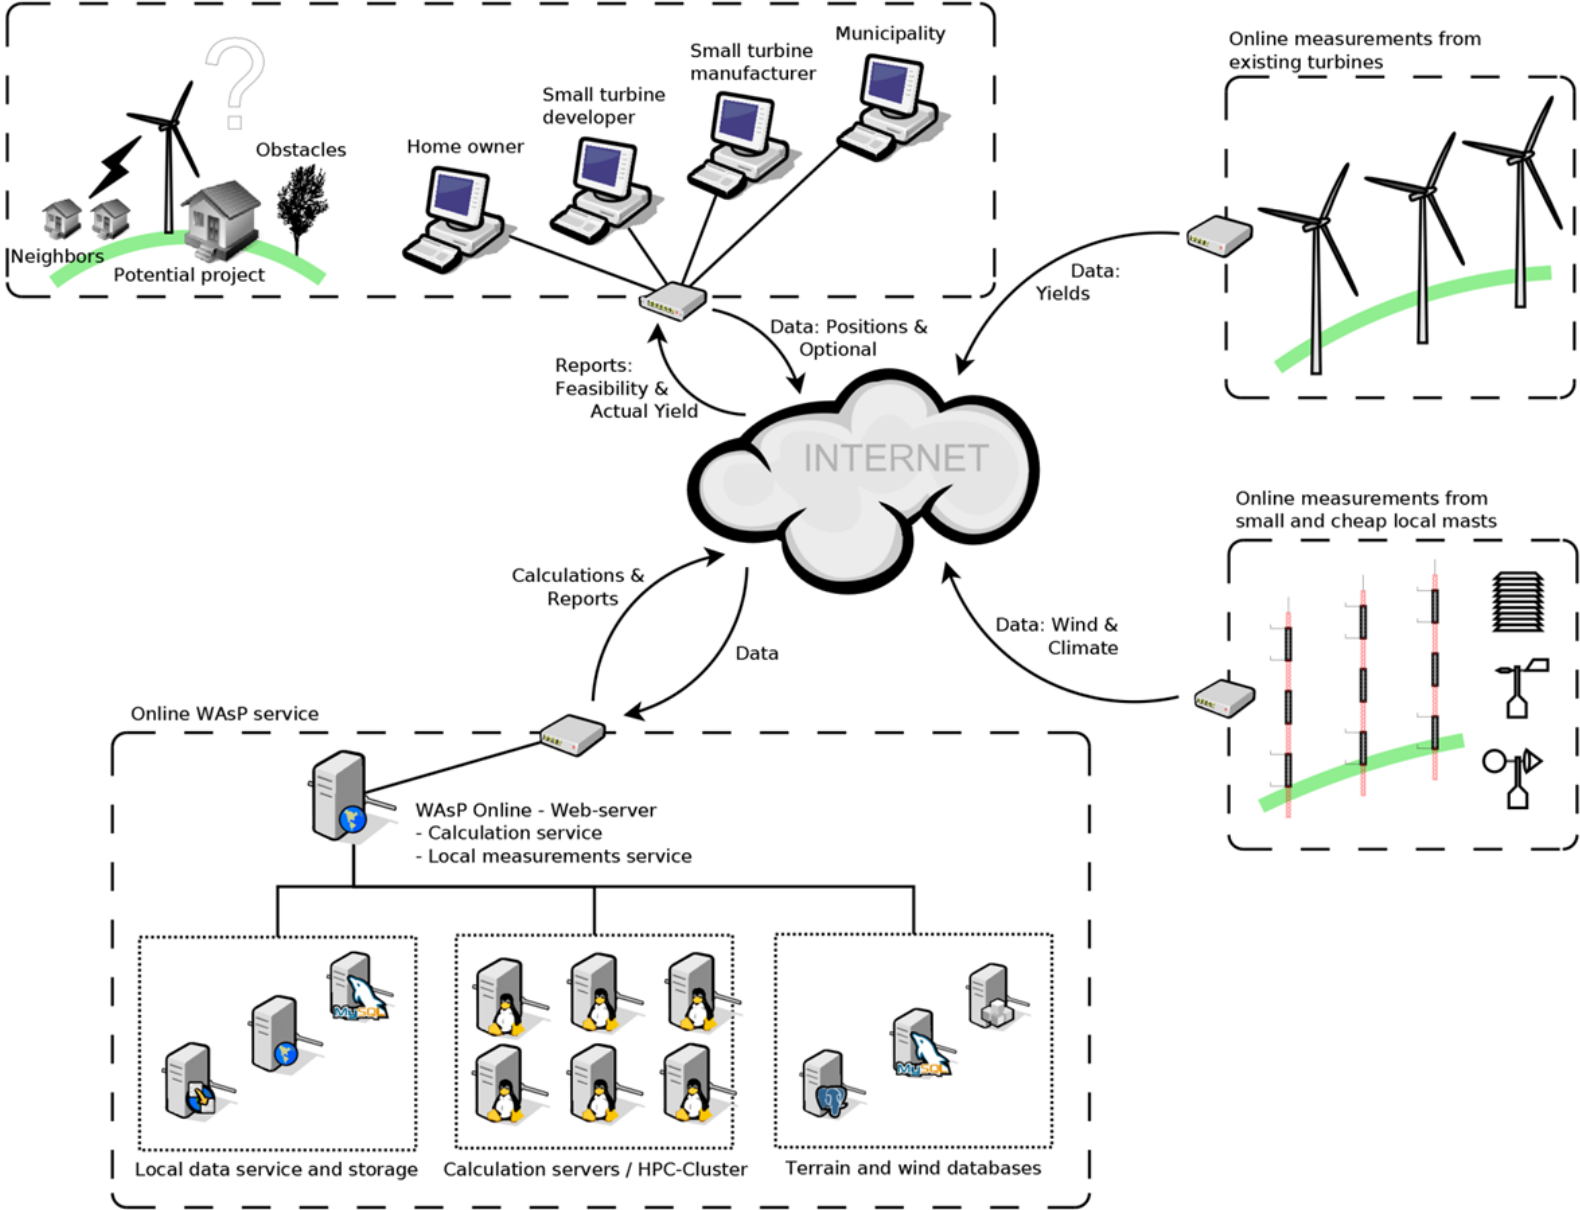 Municipality
Small turbine
manufacturer
Small turbine
developer
Home owner
Obstacles
Neighbors
Potential project
Online measurements from
existing turbines
Data:
Yields
Data: Positions &
Optional
Reports:
Feasibility &
Actual Yield
INTERNET
Online measurements from
small and cheap local masts
Data: Wind &
Climate
Calculations &
Reports
Data
Online WAsP service
WAsP Online - Web-server
- Calculation service
- Local measurements service
MySQL
MySQL
Local data service and storage
Calculation servers / HPC-Cluster
Terrain and wind databases
?